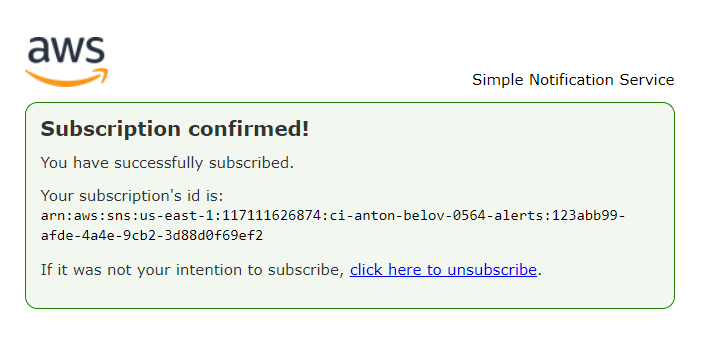 aws
Simple Notification Service
Subscription confirmed!
You have successfully subscribed.
Your subscription's id is:
arn:aws:sns:us-east-1:117111626874:ci-anton-belov-0564-alerts:123abb99-
afde-4a4e-9cb2-3d88d0f69ef2
If it was not your intention to subscribe, click here to unsubscribe.